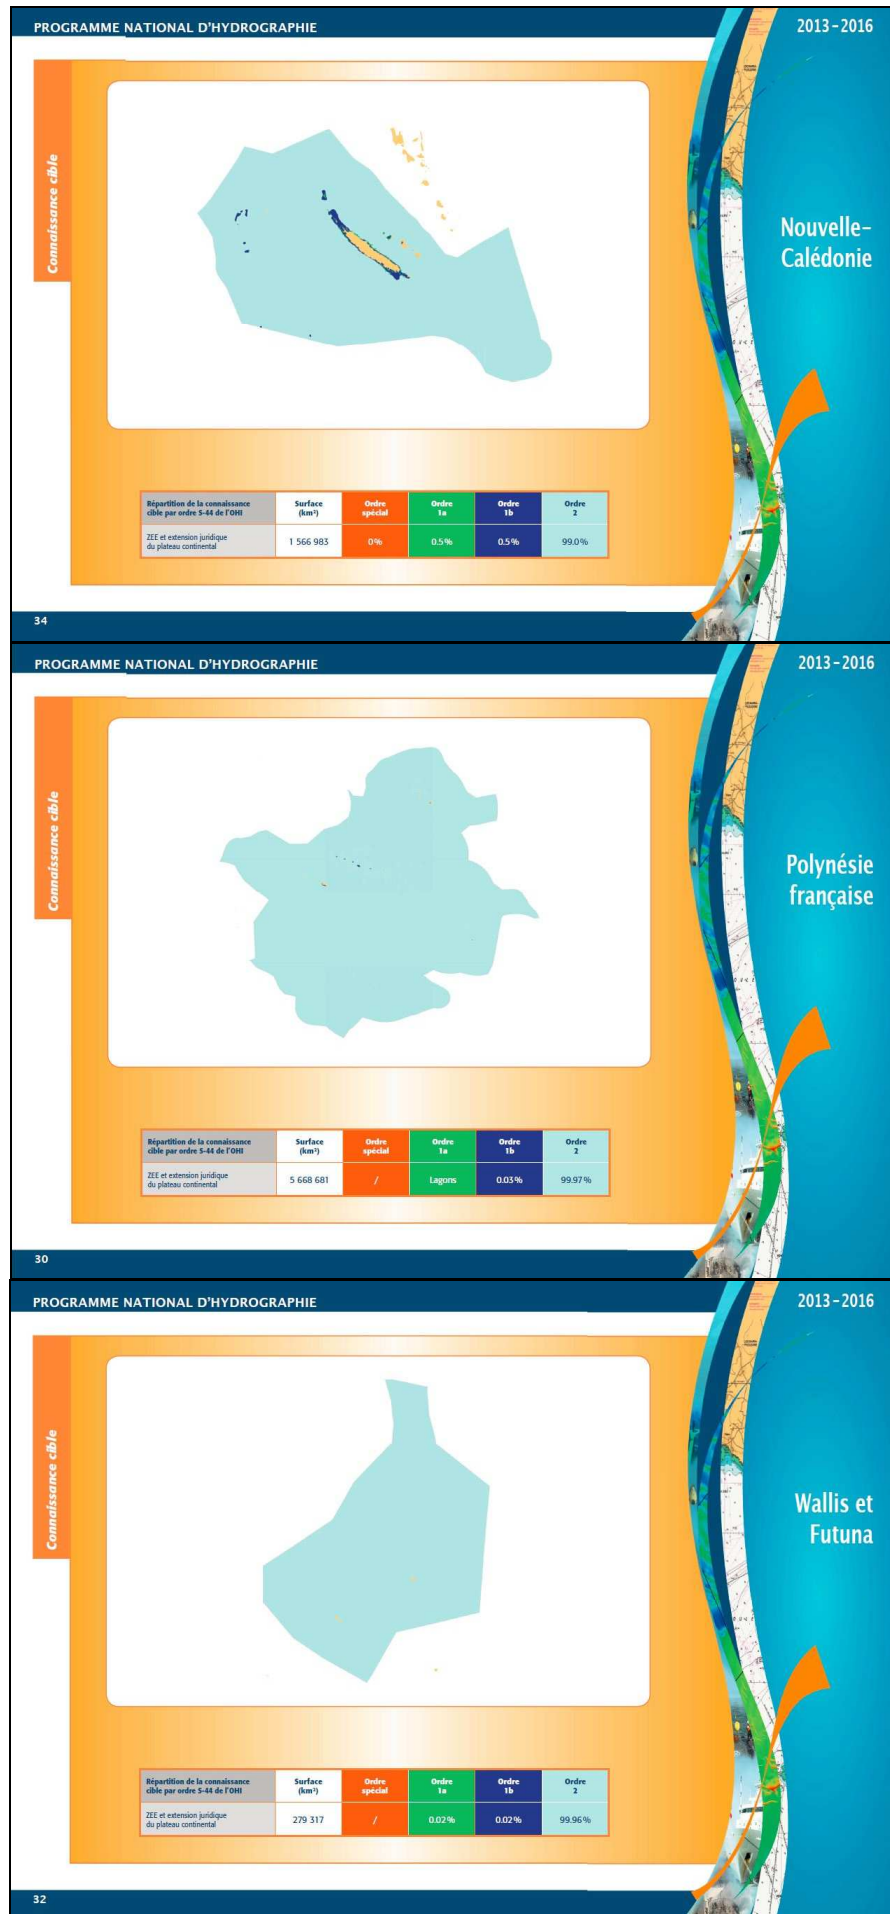 PROGRAMME NATIONAL D'HYDROGRAPHIE
2013-2016
Connaissance cible
Nouvelle-
Calédonie
Répartition de la connaissance
cible par ordre S-44 de l'OHI
Surface
(km²)
Ordre
spécial
Ordre
1a
Ordre
1b
Ordre
2
ZEE et extension juridique
du plateau continental
1 566 983
0%
0.5%
0.5%
99.0%
34
PROGRAMME NATIONAL D'HYDROGRAPHIE
2013-2016
Connaissance cible
Polynésie
française
Répartition de la connaissance
cible par ordre S-44 de l'OHI
Surface
(km²)
Ordre
spécial
Ordre
1a
Ordre
1b
Ordre
2
ZEE et extension juridique
du plateau continental
5 668 681
/
Lagons
0.03%
99.97%
30
PROGRAMME NATIONAL D'HYDROGRAPHIE
2013-2016
Connaissance cible
Wallis et
Futuna
Répartition de la connaissance
cible par ordre S-44 de l'OHI
Surface
(km²)
Ordre
spécial
Ordre
1a
Ordre
1b
Ordre
2
ZEE et extension juridique
du plateau continental
279 317
/
0.02%
0.02%
99.96%
32